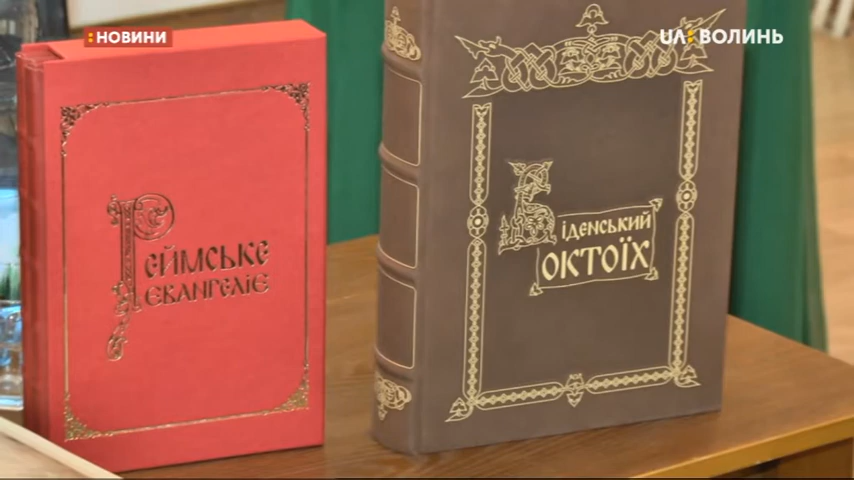 НОВИНИ
UA: ВОЛИНЬ
Реймське
Євангеліє
Віденський
ОКТОЇХ